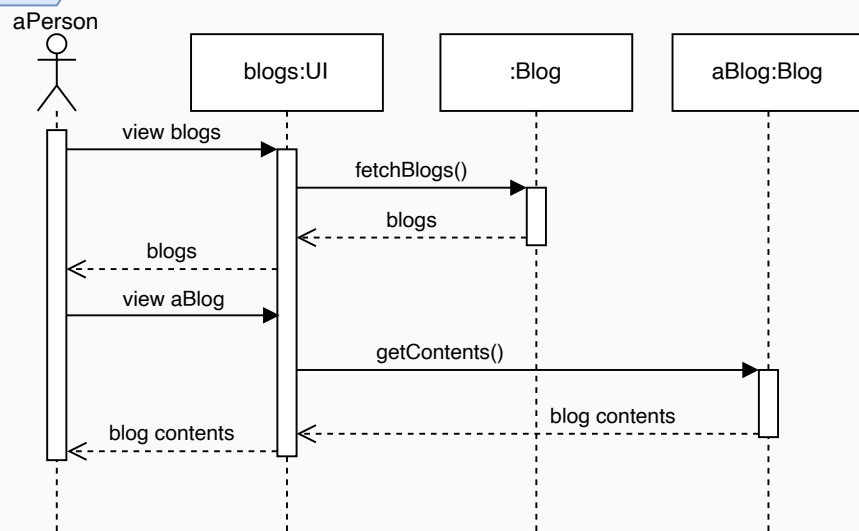 aPerson
blogs:UI
:Blog
aBlog:Blog
view blogs
fetchBlogs()
blogs
blogs
view aBlog
getContents()
blog contents
blog contents